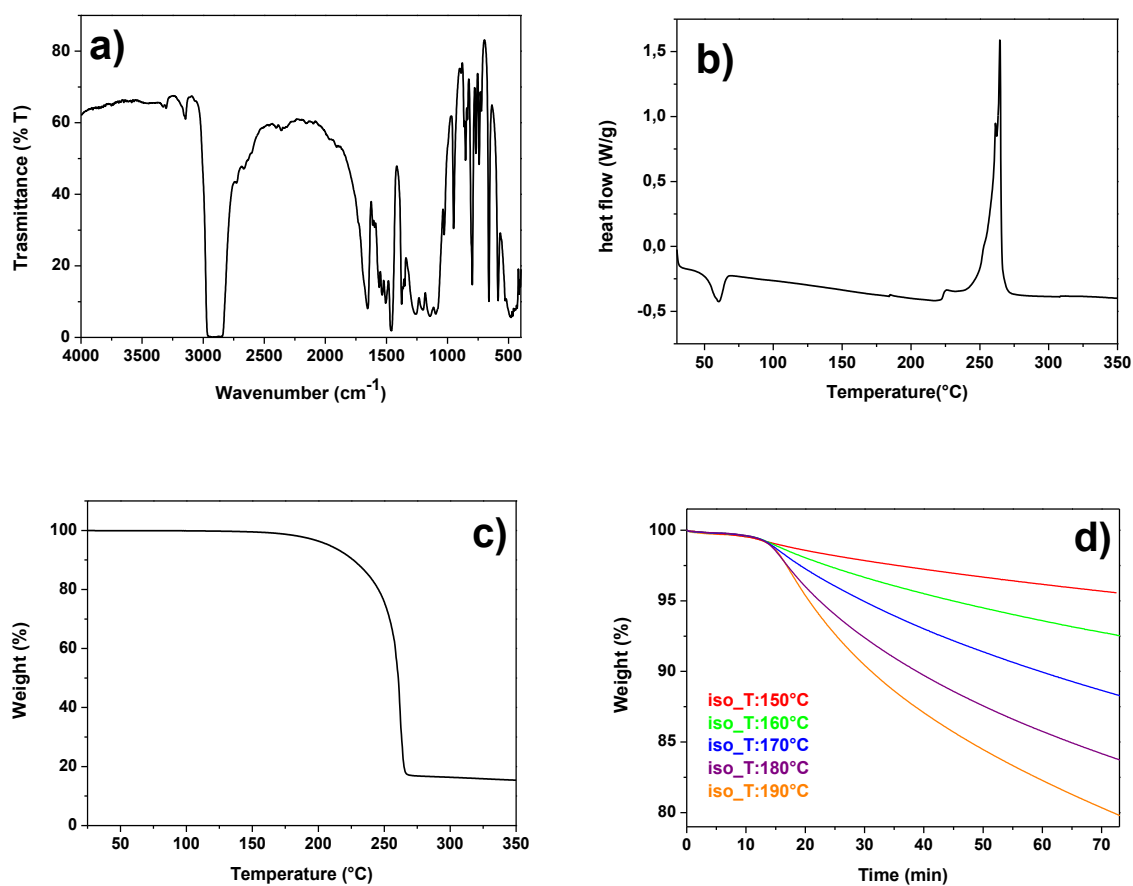 a)
Trasmittance (% T)
80
60
40
20
0
4000 3500 3000 2500 2000 1500 1000 500
Wavenumber (cm-1)
b)
heat flow (W/g)
1,5
1,0
0,5
0,0
-0,5
50 100 150 200 250 300 350
Temperature(°C)
c)
Weight (%)
100
80
60
40
20
0
50 100 150 200 250 300 350
Temperature (°C)
d)
Weight (%)
100
95
90
85
80
iso_T:150°C
iso_T:160°C
iso_T:170°C
iso_T:180°C
iso_T:190°C
0 10 20 30 40 50 60 70
Time (min)